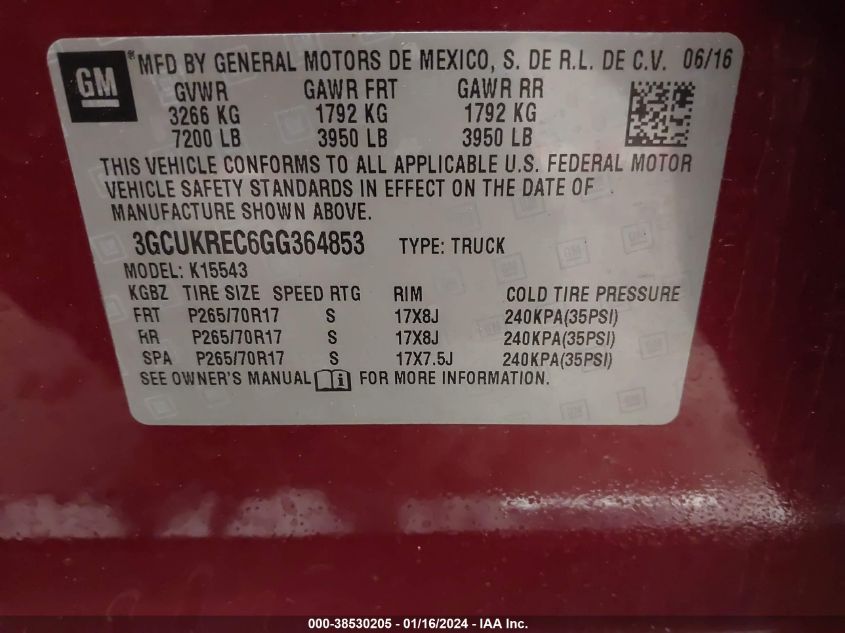 GM
®MFD BY GENERAL MOTORS DE MEXICO, S. DE R.L. DE C.V. 06/16
GVWR GAWR FRT GAWR RR
3266 KG 1792 KG 1792 KG
7200 LB 3950 LB 3950 LB
THIS VEHICLE CONFORMS TO ALL APPLICABLE U.S. FEDERAL MOTOR
VEHICLE SAFETY STANDARDS IN EFFECT ON THE DATE OF
MANUFACTURE SHOWN ABOVE.
3GCUKREC6GG364853 TYPE: TRUCK
MODEL: K15543
KGBZ TIRE SIZE SPEED RTG RIM COLD TIRE PRESSURE
FRT P265/70R17 S 17X8J 240KPA(35PSI)
RR P265/70R17 S 17X8J 240KPA(35PSI)
SPA P265/70R17 S 17X7.5J 240KPA(35PSI)
SEE OWNER'S MANUAL FOR MORE INFORMATION.
000-38530205 - 01/16/2024 - IAA Inc.